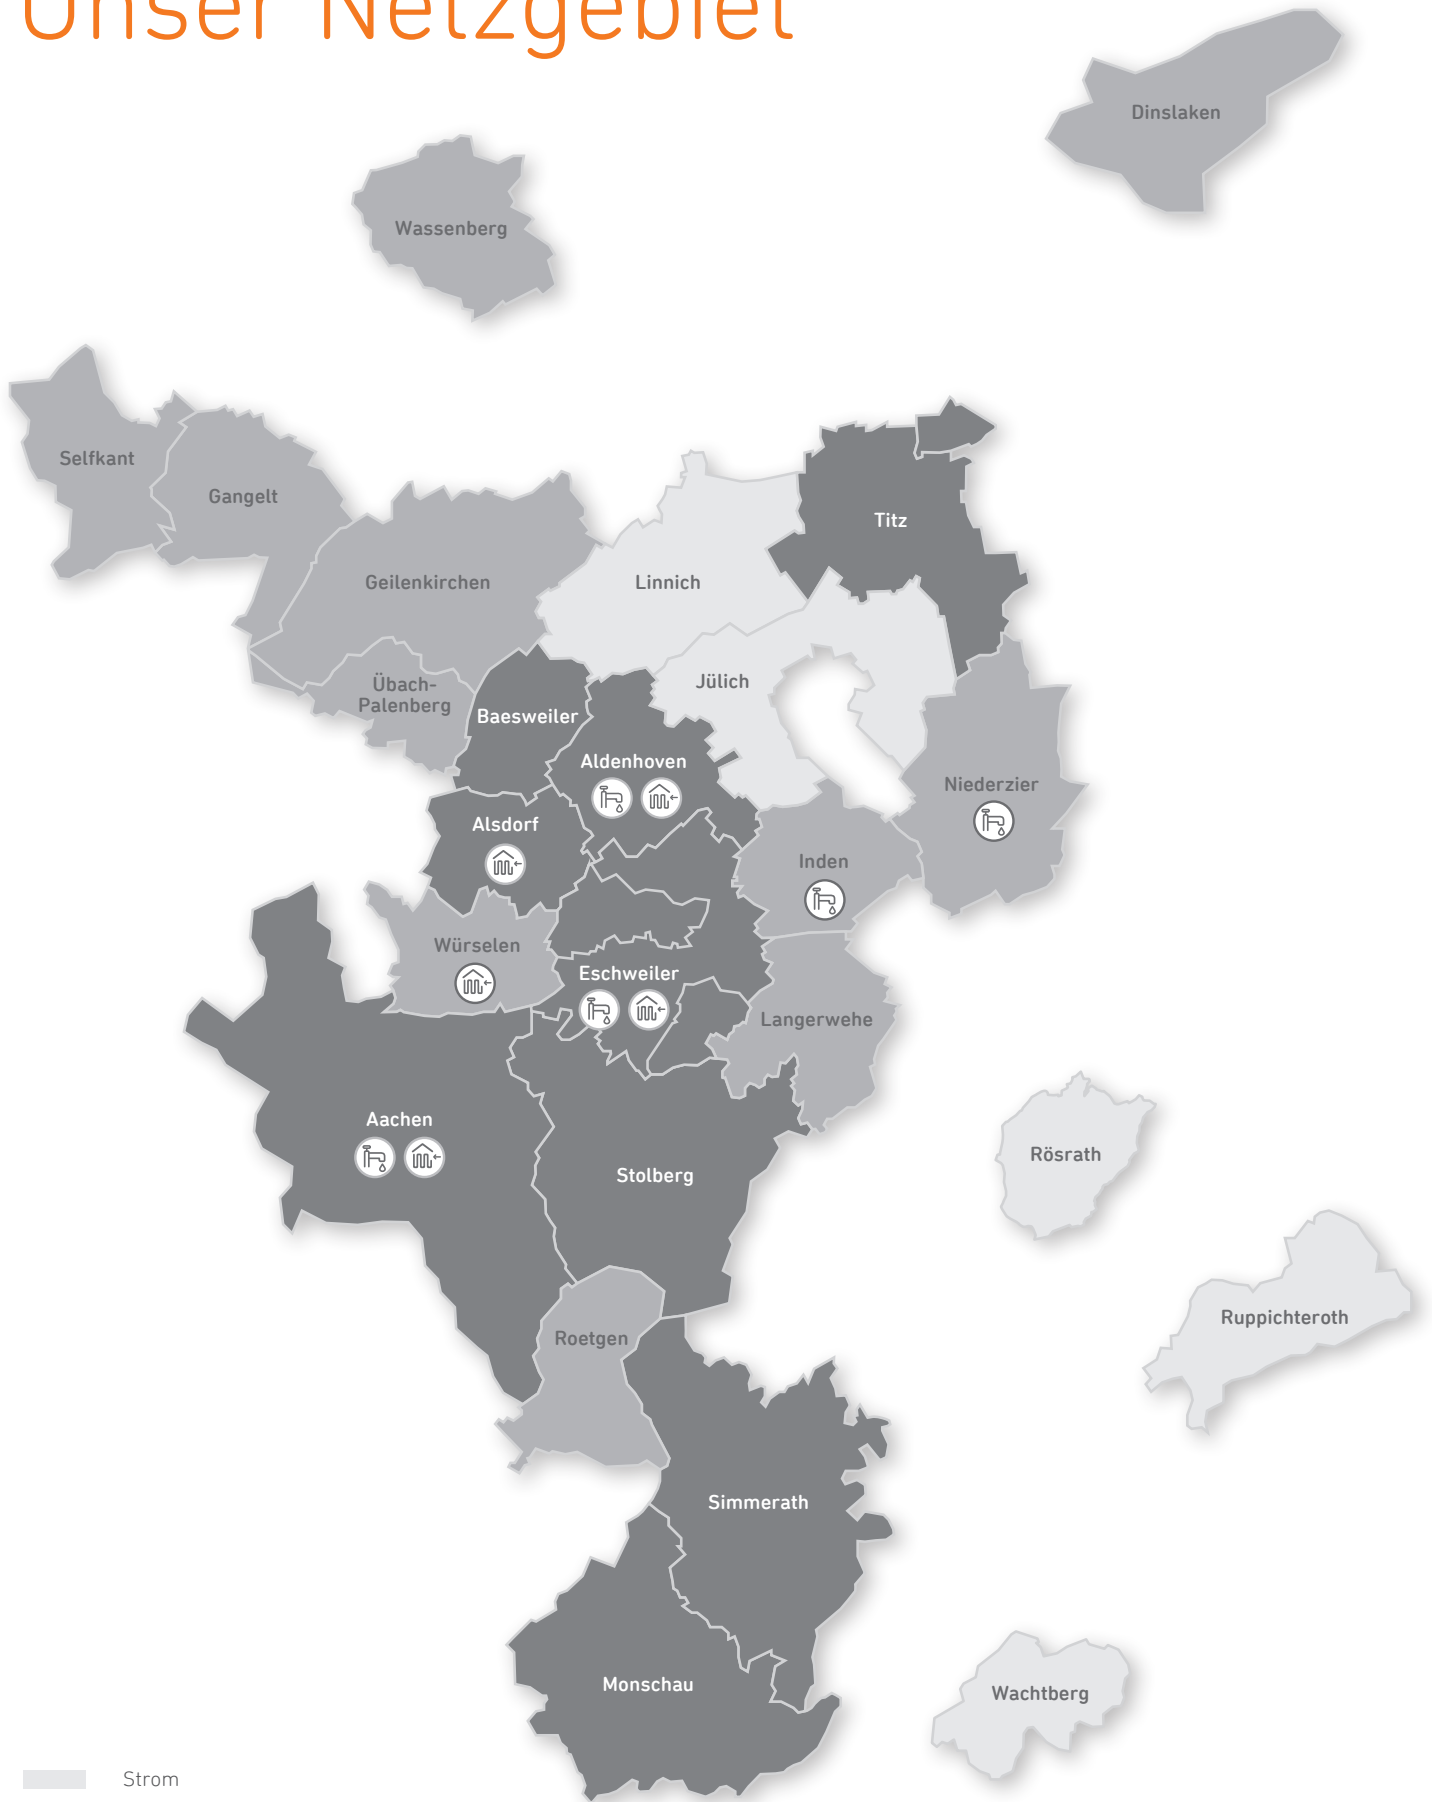 Unser Netzgebiet
Dinslaken
Wassenberg
Selfkant
Gangelt
Titz
Geilenkirchen
Linnich
Übach-
Palenberg
Jülich
Baesweiler
Aldenhoven
Niederzier
Alsdorf
Inden
Würselen
Eschweiler
Langerwehe
Aachen
Rösrath
Stolberg
Ruppichteroth
Roetgen
Simmerath
Monschau
Wachtberg
Strom